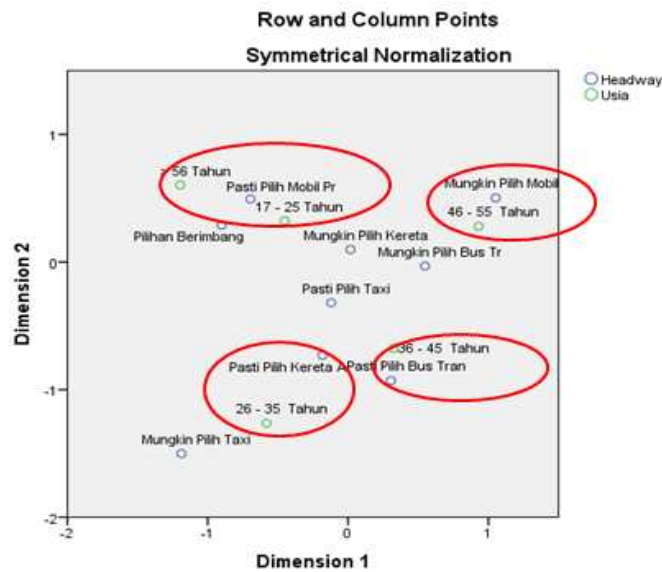 Row and Column Points
Symmetrical Normalization
Headway
Usia
1
> 56 Tahun
Pasti Pilih Mobil Pr
Mungkin Pilih Mobil
17 - 25 Tahun
46 - 55 Tahun
Pilihan Berimbang
Mungkin Pilih Kereta
Mungkin Pilih Bus Tr
0
Pasti Pilih Taxi
36 - 45 Tahun
Pasti Pilih Kereta A
Pasti Pilih Bus Tran
-1
26 - 35 Tahun
Mungkin Pilih Taxi
-2
-2
-1
0
1
Dimension 2
Dimension 1